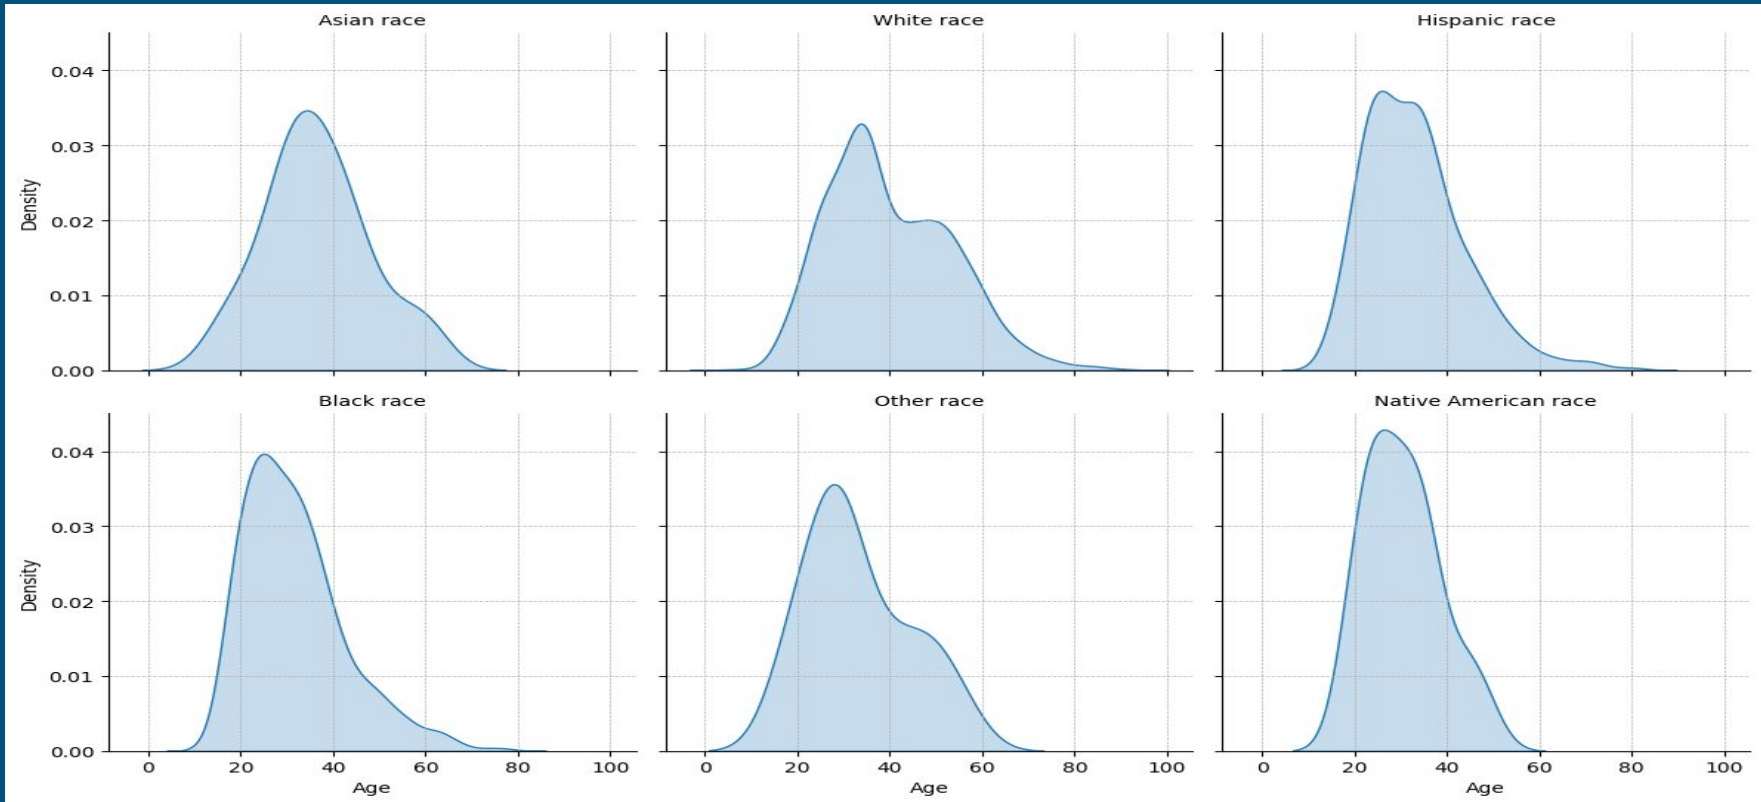 Asian race
White race
Hispanic race
0.04
0.03
0.02
0.01
0.00
Density
Black race
Other race
Native American race
0.04
0.03
0.02
0.01
0.00
Density
0 20 40 60 80 100
0 20 40 60 80 100
0 20 40 60 80 100
Age
Age
Age